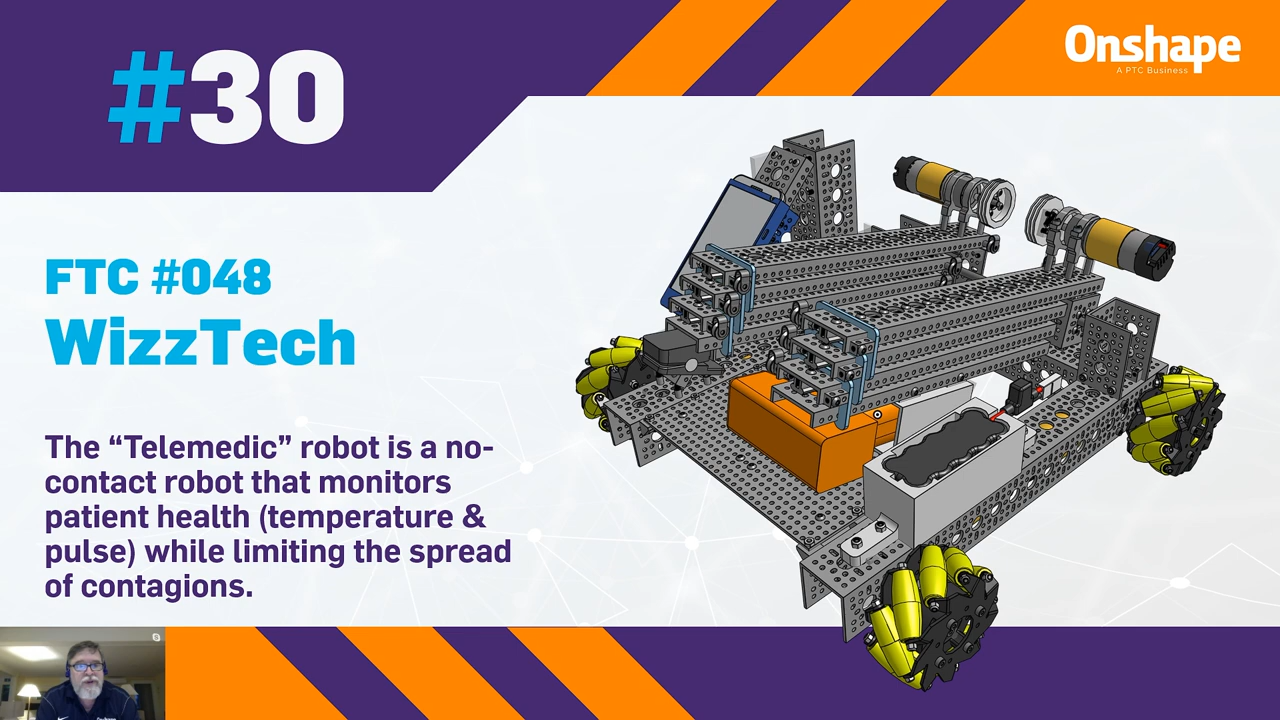 #30
Onshape
A PTC Business
FTC #048
WizzTech
The “Telemedic” robot is a no-
contact robot that monitors
patient health (temperature &
pulse) while limiting the spread
of contagions.
Onshape